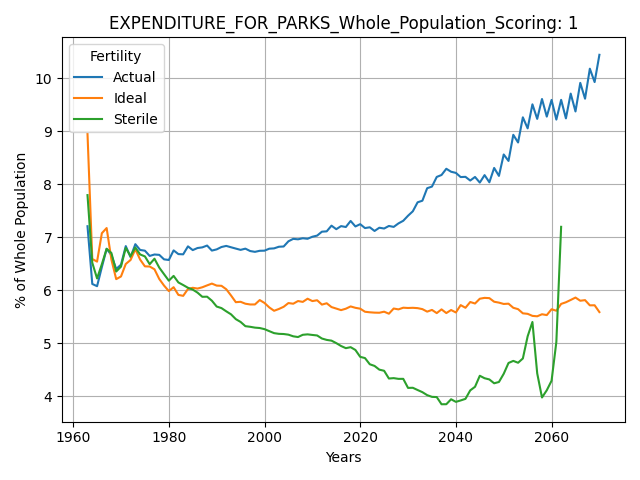 EXPENDITURE_FOR_PARKS_Whole_Population_Scoring: 1
Fertility
Actual
Ideal
Sterile
% of Whole Population
10
9
8
7
6
5
4
1960 1980 2000 2020 2040 2060
Years